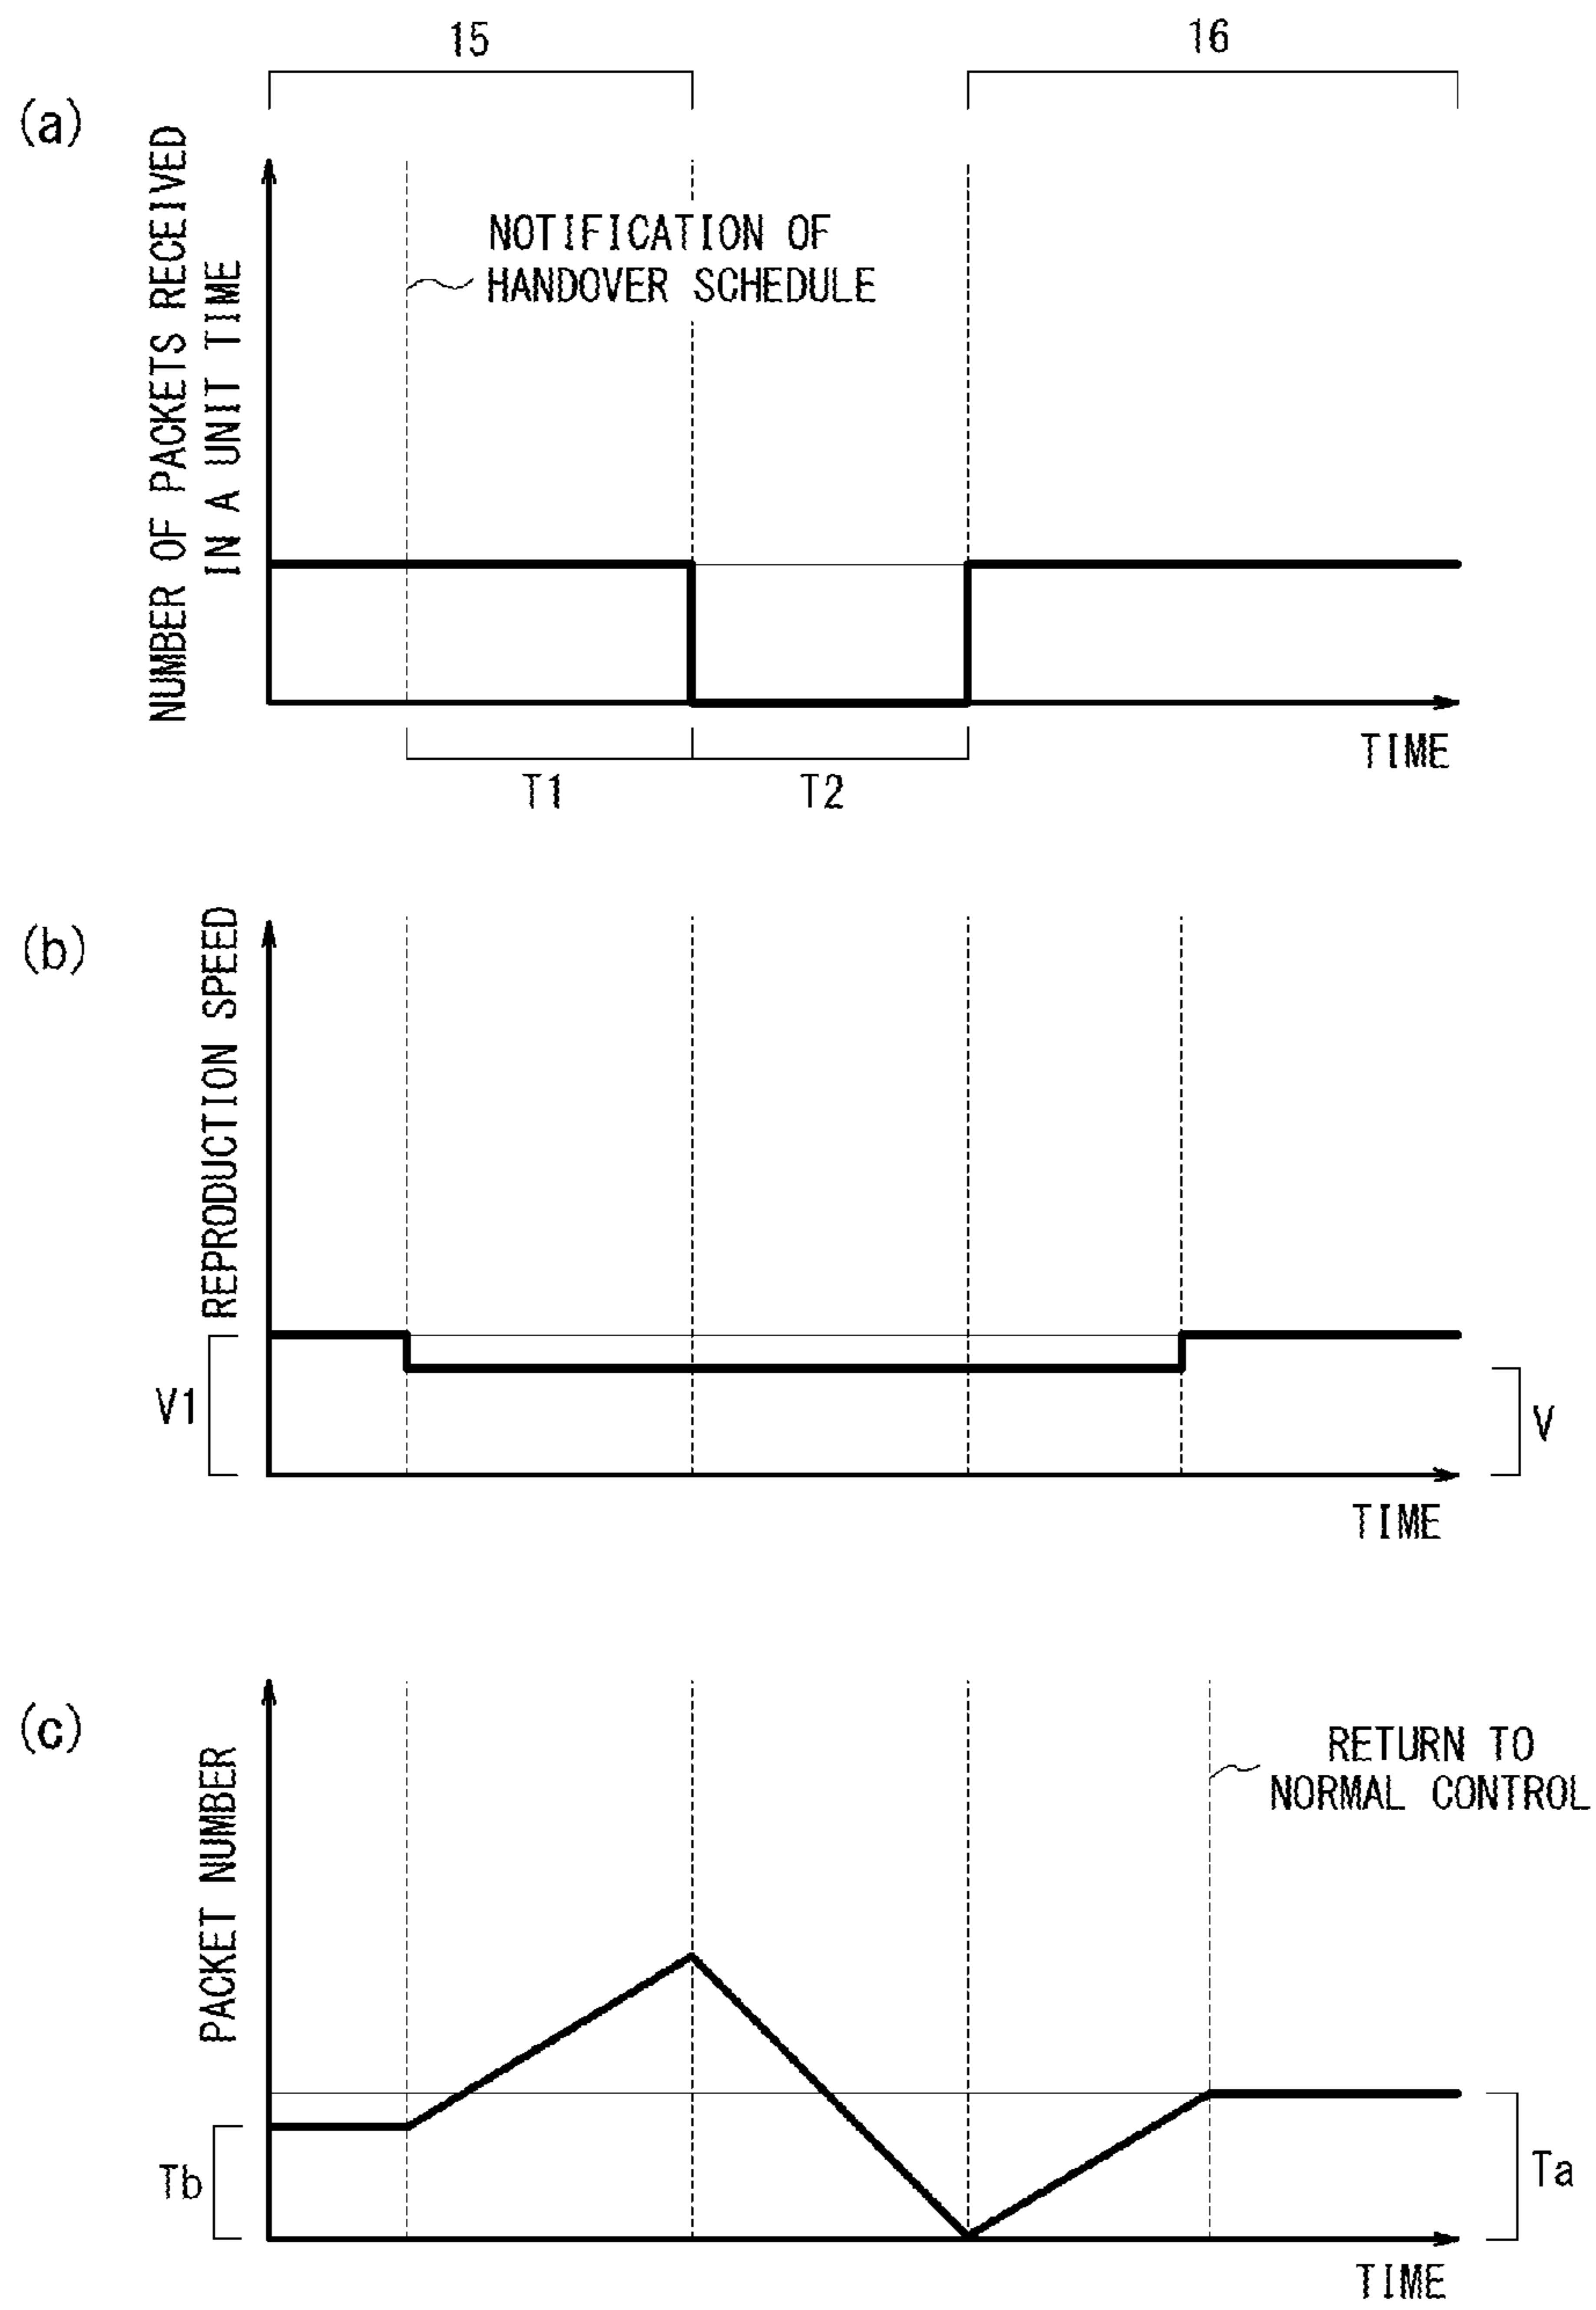 15
16
(a)
NUMBER OF PACKETS RECEIVED
IN A UNIT TIME
NOTIFICATION OF
HANDOVER SCHEDULE
TIME
T1
T2
(b)
REPRODUCTION SPEED
V1
V
TIME
(c)
PACKET NUMBER
RETURN TO
NORMAL CONTROL
Tb
Ta
TIME